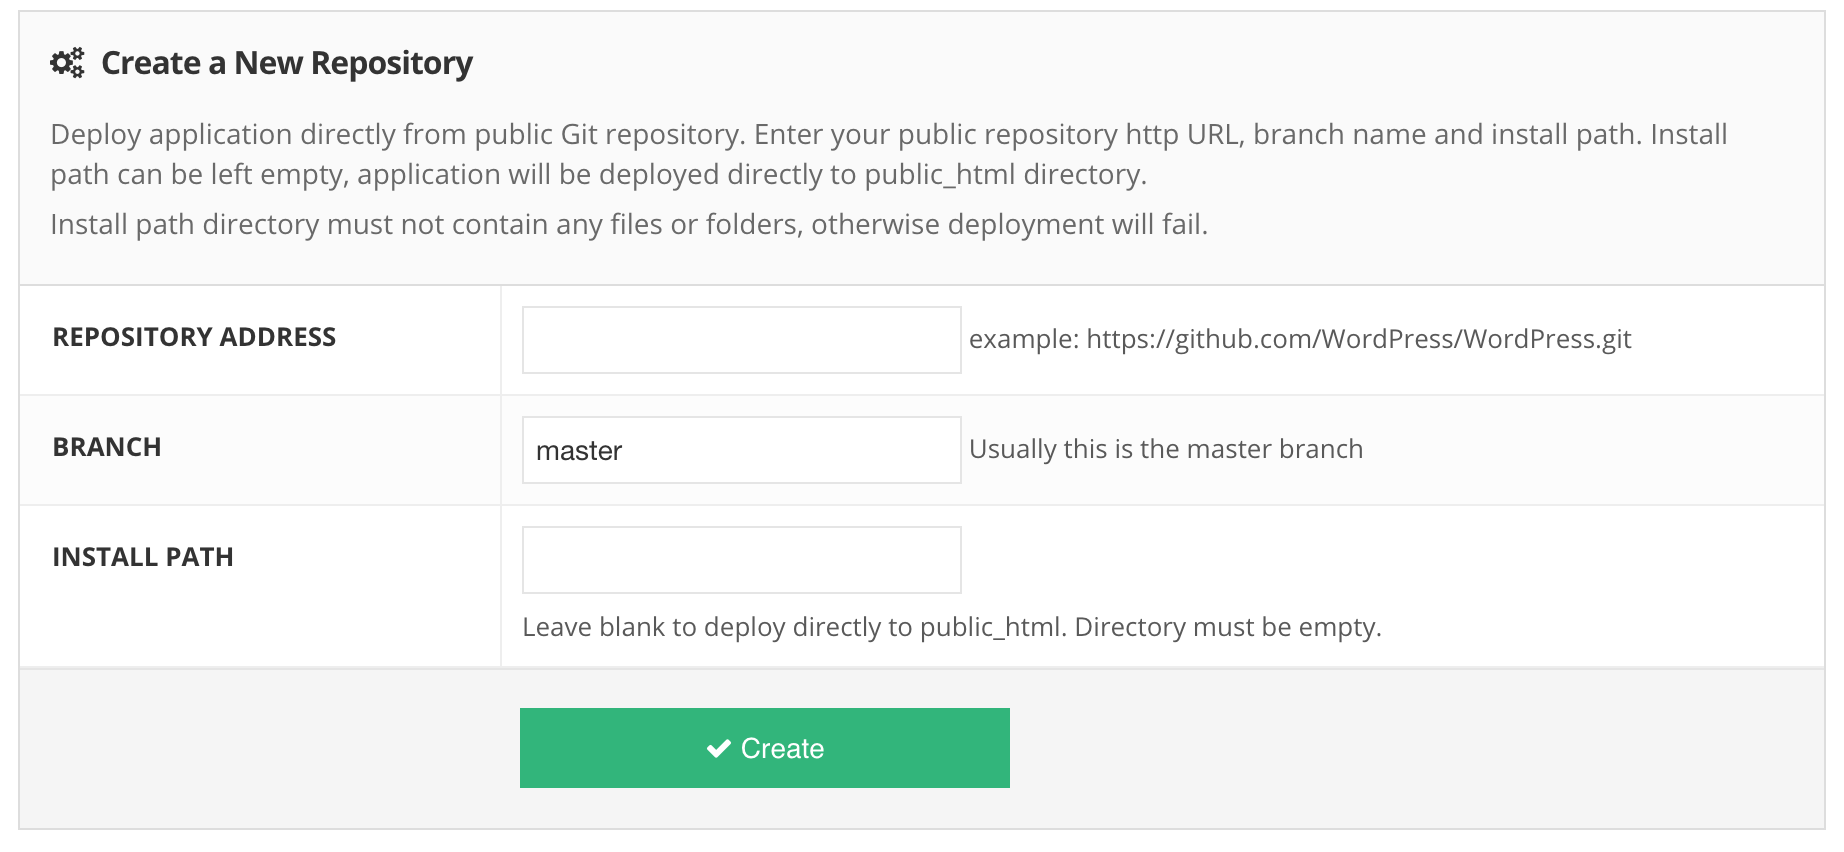 Create a New Repository
Deploy application directly from public Git repository. Enter your public repository http URL, branch name and install path. Install
path can be left empty, application will be deployed directly to public_html directory.
Install path directory must not contain any files or folders, otherwise deployment will fail.
REPOSITORY ADDRESS
example: https://github.com/WordPress/WordPress.git
BRANCH
master
Usually this is the master branch
INSTALL PATH
Leave blank to deploy directly to public_html. Directory must be empty.
Create